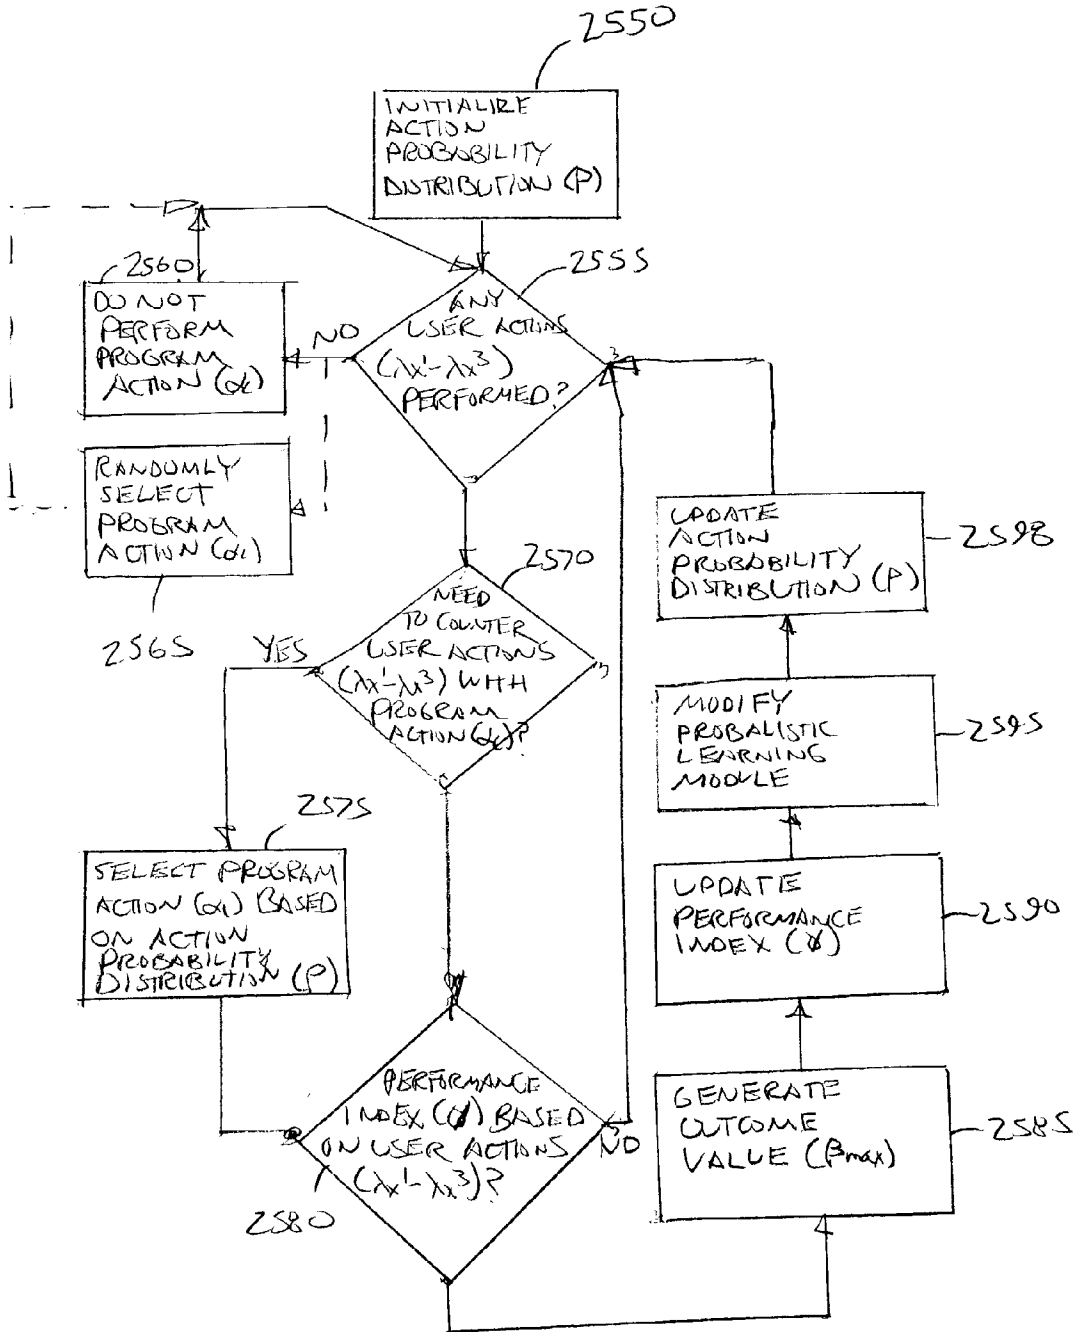 2550
INITIALIZE
ACTION
PROBABILITY
DISTRIBUTION (P)
2555
ANY
USER ACTIONS
(λx¹-λx³)
PERFORMED?
NO
2560
DO NOT
PERFORM
PROGRAM
ACTION (αi)
RANDOMLY
SELECT
PROGRAM
ACTION (αi)
2565
2570
NEED
TO COUNTER
USER ACTIONS
(λx¹-λx³) WITH
PROGRAM
ACTION (αi)?
YES
2575
SELECT PROGRAM
ACTION (αi) BASED
ON ACTION
PROBABILITY
DISTRIBUTION (P)
PERFORMANCE
INDEX (φ) BASED
ON USER ACTIONS
(λx¹-λx³)?
NO
2580
GENERATE
OUTCOME
VALUE (βmax)
2585
UPDATE
PERFORMANCE
INDEX (φ)
2590
MODIFY
PROBALISTIC
LEARNING
MODULE
2595
UPDATE
ACTION
PROBABILITY
DISTRIBUTION (P)
2598